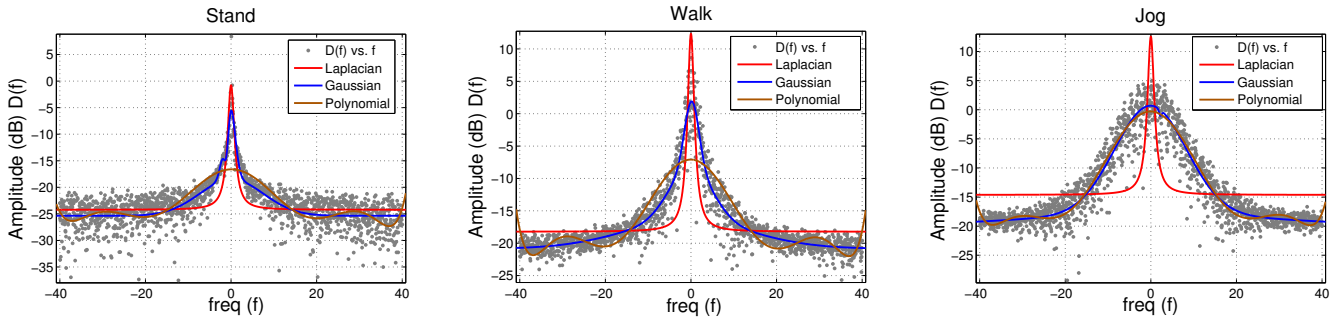 Stand
Amplitude (dB) D(f)
5
0
−5
−10
−15
−20
−25
−30
−35
−40
−20
0
20
40
freq (f)
D(f) vs. f
Laplacian
Gaussian
Polynomial
Walk
Amplitude (dB) D(f)
10
5
0
−5
−10
−15
−20
−25
−40
−20
0
20
40
freq (f)
D(f) vs. f
Laplacian
Gaussian
Polynomial
Jog
Amplitude (dB) D(f)
10
5
0
−5
−10
−15
−20
−25
−40
−20
0
20
40
freq (f)
D(f) vs. f
Laplacian
Gaussian
Polynomial